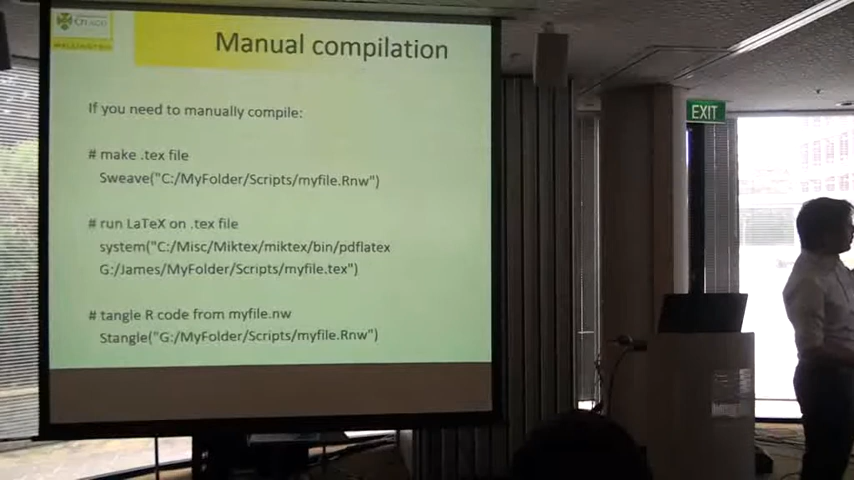 OTAGO
WELLINGTON
Manual compilation
If you need to manually compile:
# make .tex file
Sweave("C:/MyFolder/Scripts/myfile.Rnw")
# run LaTeX on .tex file
system("C:/Misc/Miktex/miktex/bin/pdflatex
G:/James/MyFolder/Scripts/myfile.tex")
# tangle R code from myfile.nw
Stangle("G:/MyFolder/Scripts/myfile.Rnw")
EXIT